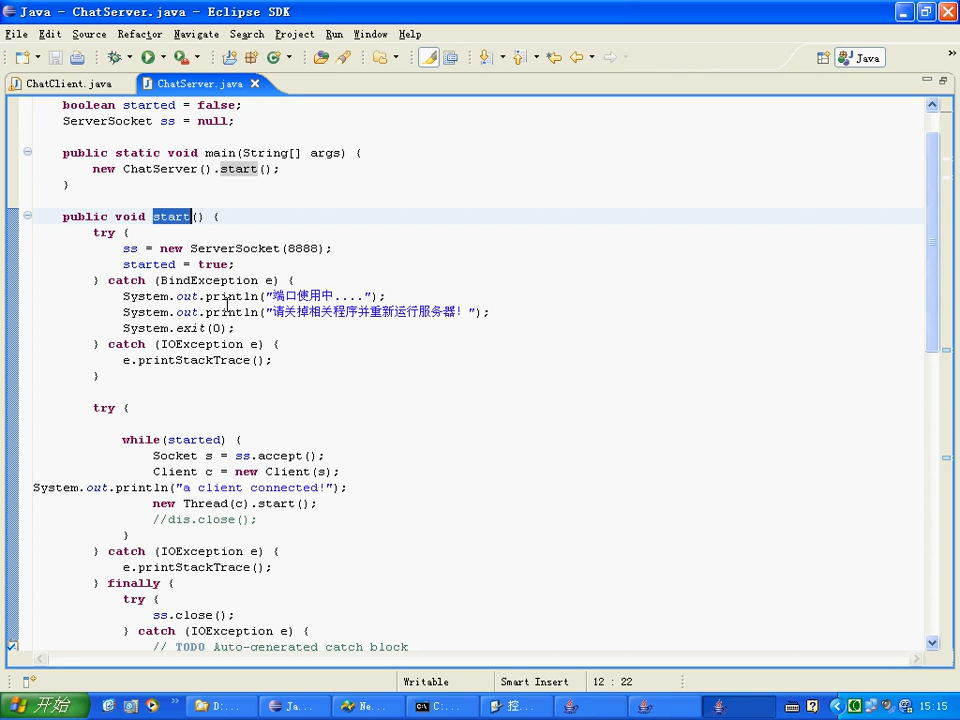 Java - ChatServer.java - Eclipse SDK
File Edit Source Refactor Navigate Search Project Run Window Help
Java
ChatClient.java ChatServer.java
boolean started = false;
ServerSocket ss = null;
public static void main(String[] args) {
new ChatServer().start();
}
public void start() {
try {
ss = new ServerSocket(8888);
started = true;
} catch (BindException e) {
System.out.println("端口使用中....");
System.out.println("请关掉相关程序并重新运行服务器！");
System.exit(0);
} catch (IOException e) {
e.printStackTrace();
}
try {
while(started) {
Socket s = ss.accept();
Client c = new Client(s);
System.out.println("a client connected!");
new Thread(c).start();
//dis.close();
}
} catch (IOException e) {
e.printStackTrace();
} finally {
try {
ss.close();
} catch (IOException e) {
// TODO Auto-generated catch block
Writable Smart Insert 12 : 22
开始 D:... Ja... Ne... C:... 控... 15:15